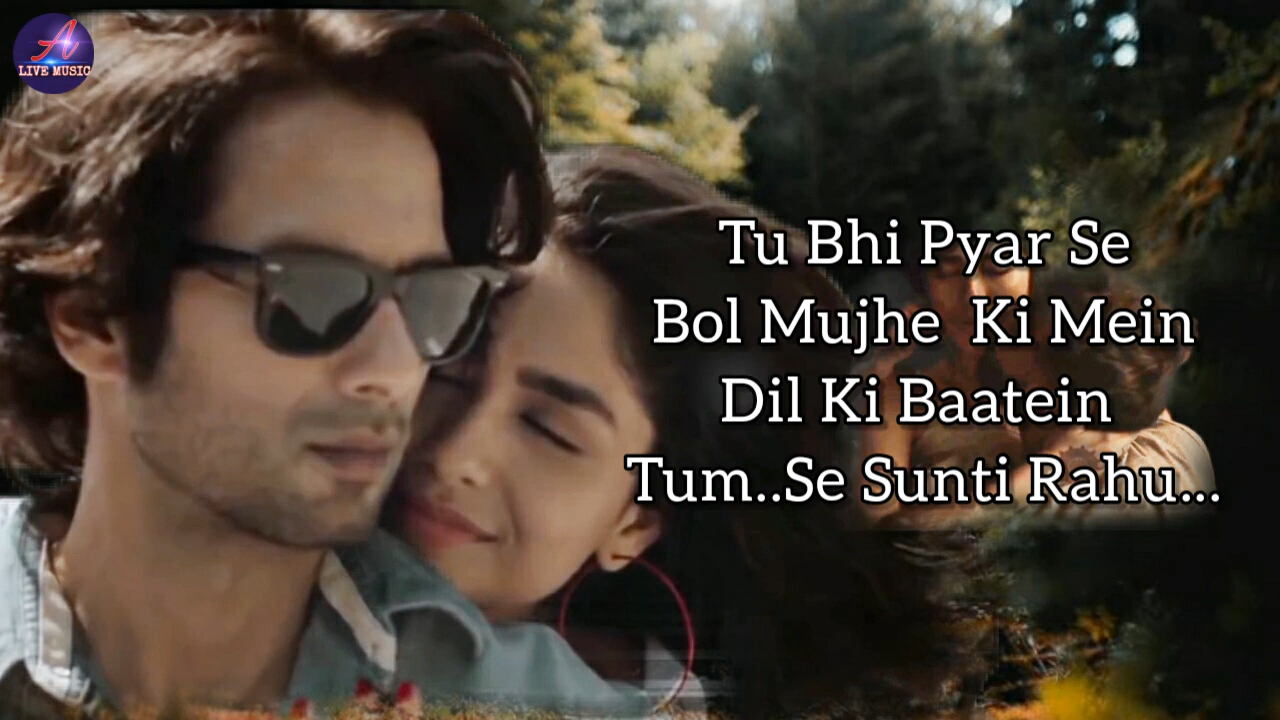 A
LIVE MUSIC
Tu Bhi Pyar Se
Bol Mujhe Ki Mein
Dil Ki Baatein
Tum..Se Sunti Rahu...